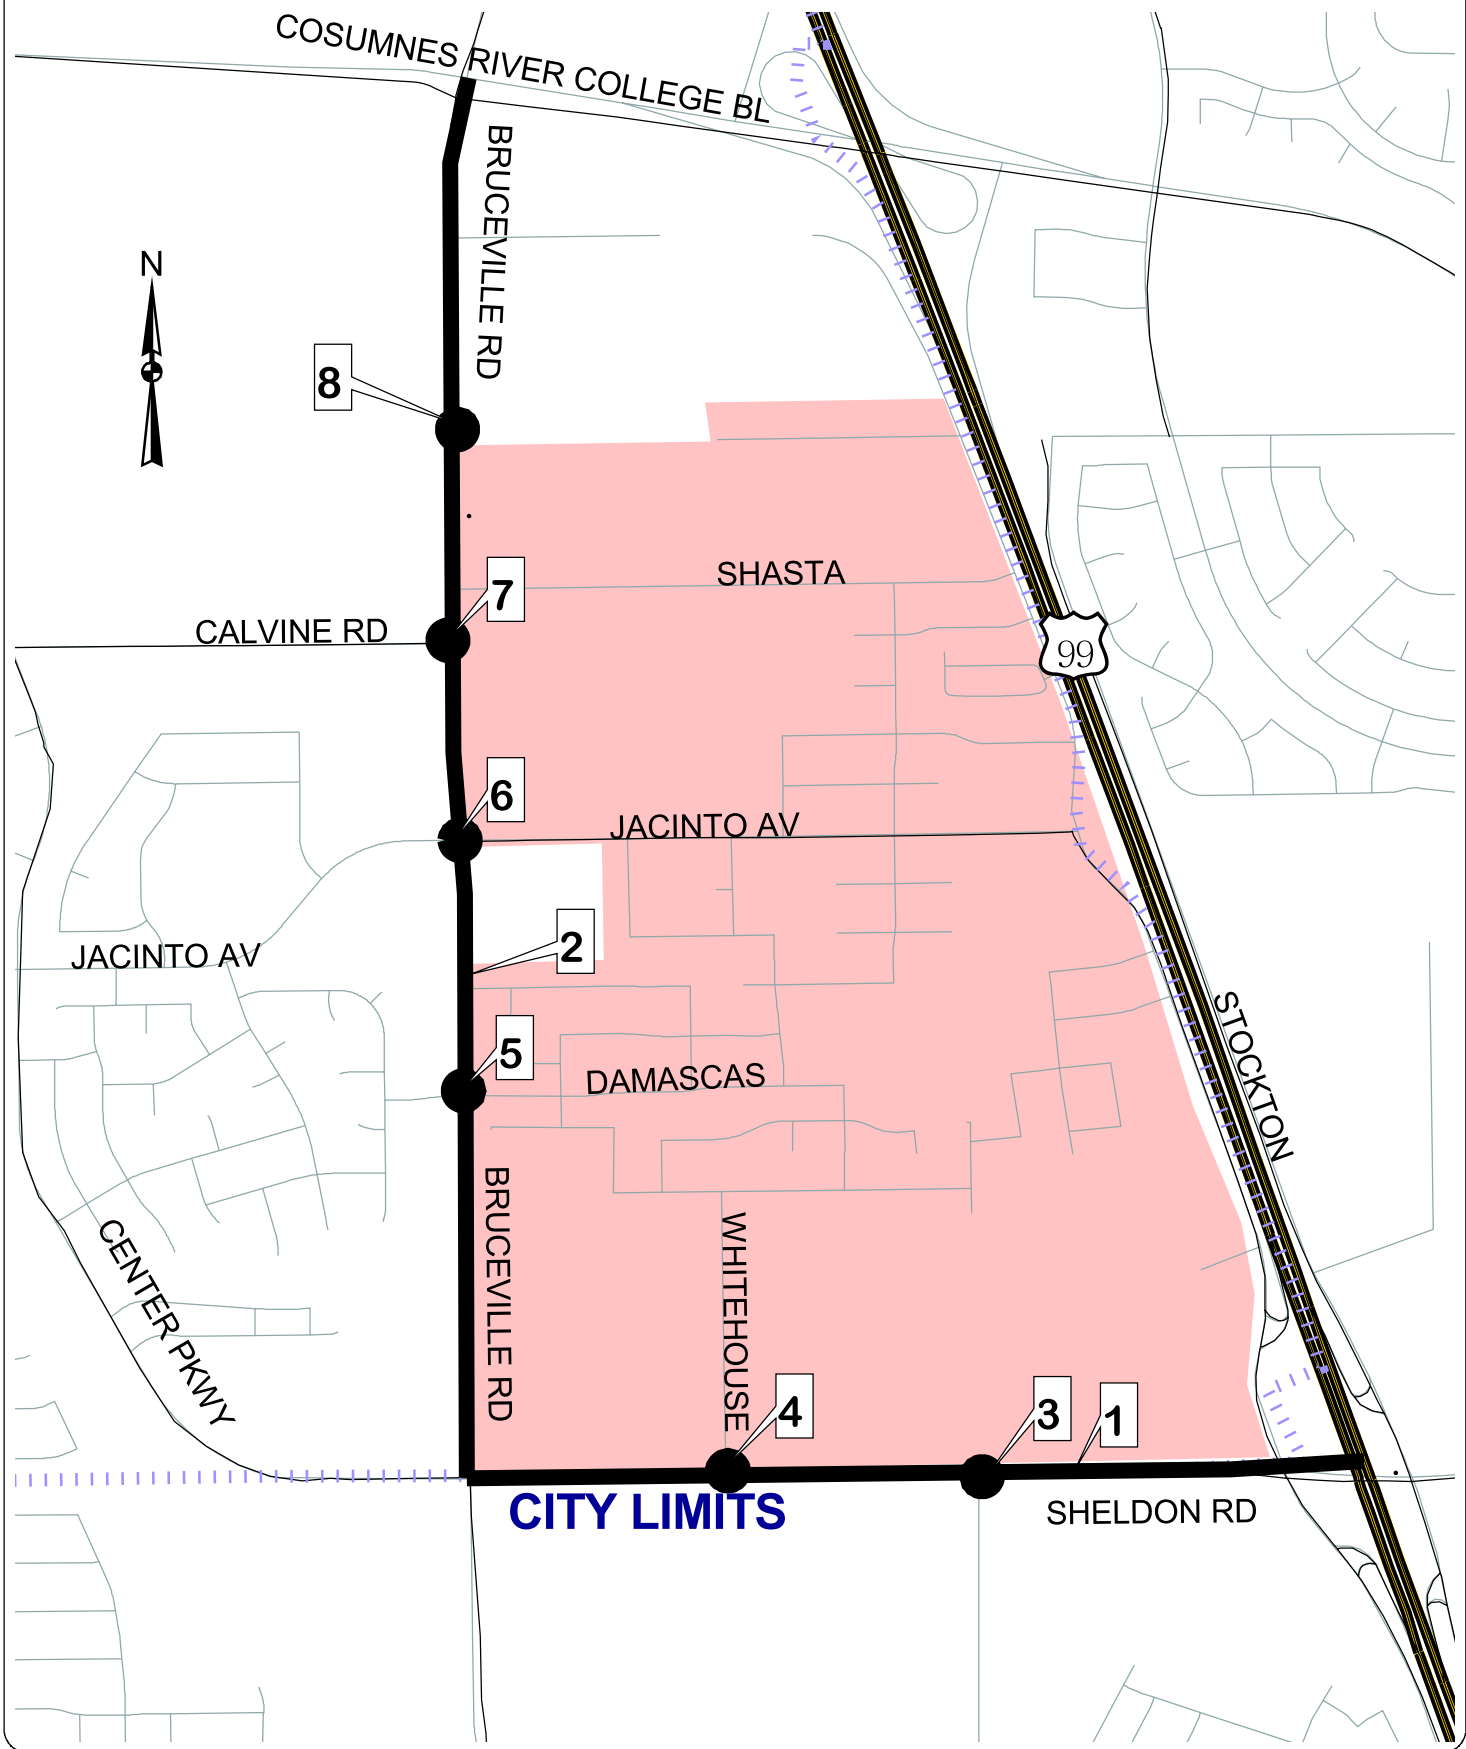 COSUMNES RIVER COLLEGE BL
BRUCEVILLE RD
N
8
SHASTA
7
CALVINE RD
99
6
JACINTO AV
2
JACINTO AV
STOCKTON
5
DAMASCAS
BRUCEVILLE RD
WHITEHOUSE
CENTER PKWY
4
3
1
CITY LIMITS
SHELDON RD